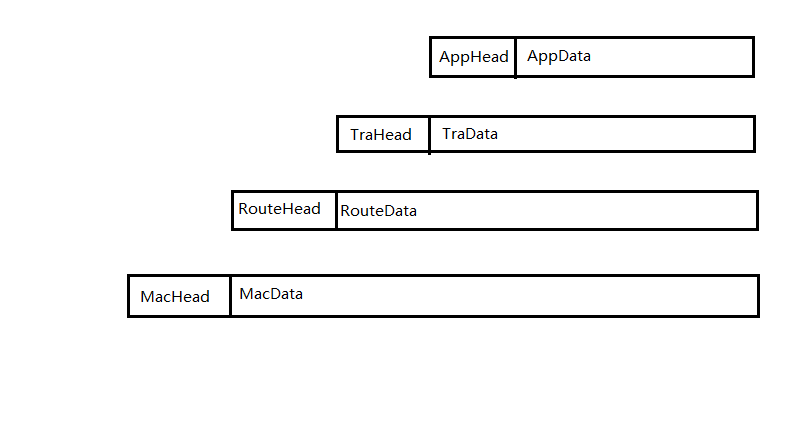 AppHead AppData
TraHead TraData
RouteHead RouteData
MacHead MacData